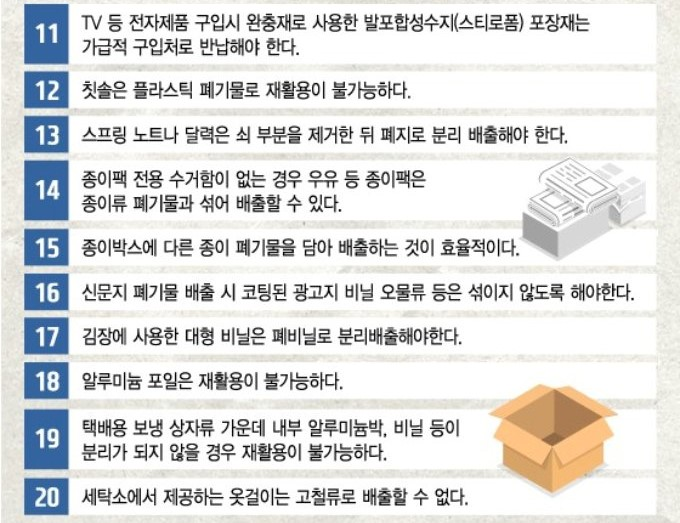 11
TV 등 전자제품 구입시 완충재로 사용한 발포합성수지(스티로폼) 포장재는
가급적 구입처로 반납해야 한다.
12
칫솔은 플라스틱 폐기물로 재활용이 불가능하다.
13
스프링 노트나 달력은 쇠 부분을 제거한 뒤 폐지로 분리 배출해야 한다.
14
종이팩 전용 수거함이 없는 경우 우유 등 종이팩은
종이류 폐기물과 섞어 배출할 수 있다.
15
종이박스에 다른 종이 폐기물을 담아 배출하는 것이 효율적이다.
16
신문지 폐기물 배출 시 코팅된 광고지 비닐 오물류 등은 섞이지 않도록 해야한다.
17
김장에 사용한 대형 비닐은 폐비닐로 분리배출해야한다.
18
알루미늄 포일은 재활용이 불가능하다.
19
택배용 보냉 상자류 가운데 내부 알루미늄박, 비닐 등이
분리가 되지 않을 경우 재활용이 불가능하다.
20
세탁소에서 제공하는 옷걸이는 고철류로 배출할 수 없다.